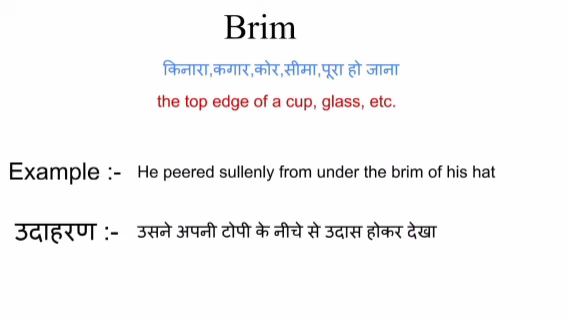 Brim
किनारा,कगार,कोर,सीमा,पूरा हो जाना
the top edge of a cup, glass, etc.
Example :- He peered sullenly from under the brim of his hat
उदाहरण :- उसने अपनी टोपी के नीचे से उदास होकर देखा